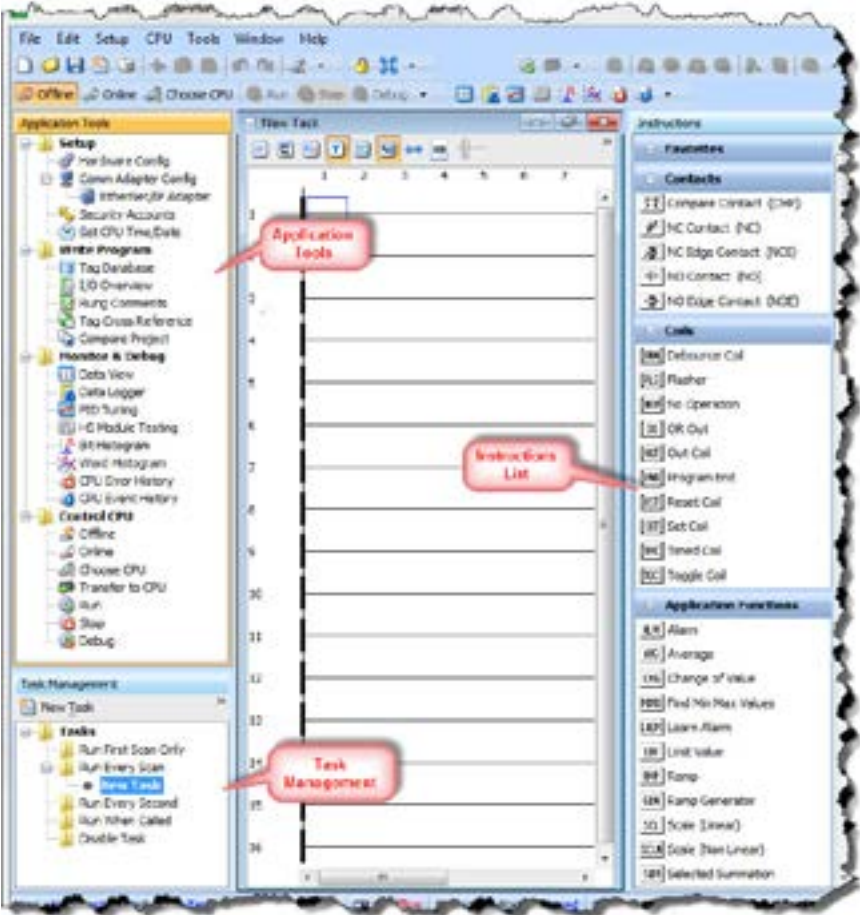 File Edit Setup CPU Tools Window Help
Offline Online Choose CPU Run Stop Debug
Application Tools
Setup
Hardware Config
Comm Adapter Config
EtherNet/IP Adapter
Security Accounts
Set CPU Time/Date
Write Program
Tag Database
I/O Overview
Rung Comments
Tag Cross Reference
Compare Project
Monitor & Debug
Data View
Data Logger
PID Tuning
I/O Module Testing
Bit Histogram
Word Histogram
CPU Error History
CPU Event History
Control CPU
Offline
Online
Choose CPU
Transfer to CPU
Run
Stop
Debug
Task Management
New Task
Tasks
Run First Scan Only
Run Every Scan
New Task
Run Every Second
Run When Called
Disable Task
New Task
1 2 3 4 5 6 7
1
3
4
5
6
7
8
9
10
11
12
13
14
15
16
Application
Tools
Instructions
List
Task
Management
Instructions
Favorites
Contacts
Compare Contact (CMP)
NC Contact (NC)
NC Edge Contact (NCE)
NO Contact (NO)
NO Edge Contact (NOE)
Coils
Debounce Coil
Flasher
No Operation
OR Out
Out Coil
Program End
Reset Coil
Set Coil
Timed Coil
Toggle Coil
Application Functions
Alarm
Average
Change of Value
Find Min Max Values
Learn Alarm
Limit Value
Ramp
Ramp Generator
Scale (Linear)
Scale (Non Linear)
Selected Summation